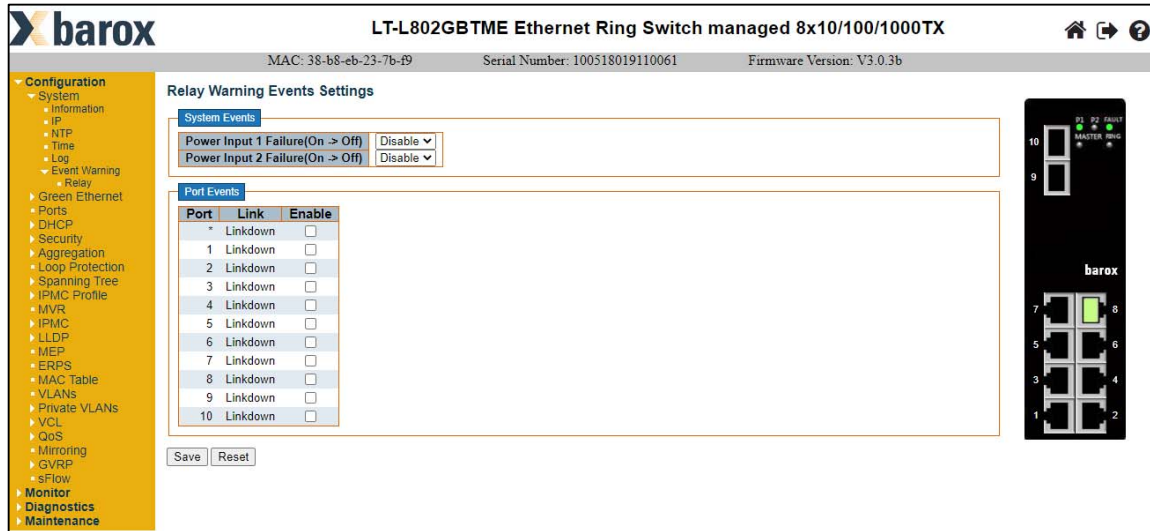 barox
LT-L802GBTME Ethernet Ring Switch managed 8x10/100/1000TX
MAC: 38-b8-eb-23-7b-f9 Serial Number: 100518019110061 Firmware Version: V3.0.3b
Configuration
System
Information
IP
NTP
Time
Log
Event Warning
Relay
Green Ethernet
Ports
DHCP
Security
Aggregation
Loop Protection
Spanning Tree
IPMC Profile
MVR
IPMC
LLDP
MEP
ERPS
MAC Table
VLANs
Private VLANs
VCL
QoS
Mirroring
GVRP
sFlow
Monitor
Diagnostics
Maintenance
Relay Warning Events Settings
System Events
Power Input 1 Failure(On -> Off) Disable
Power Input 2 Failure(On -> Off) Disable
Port Events
Port Link Enable
* Linkdown
1 Linkdown
2 Linkdown
3 Linkdown
4 Linkdown
5 Linkdown
6 Linkdown
7 Linkdown
8 Linkdown
9 Linkdown
10 Linkdown
Save Reset
P1 P2 FAULT
MASTER RING
10
9
barox
7 8
5 6
3 4
1 2